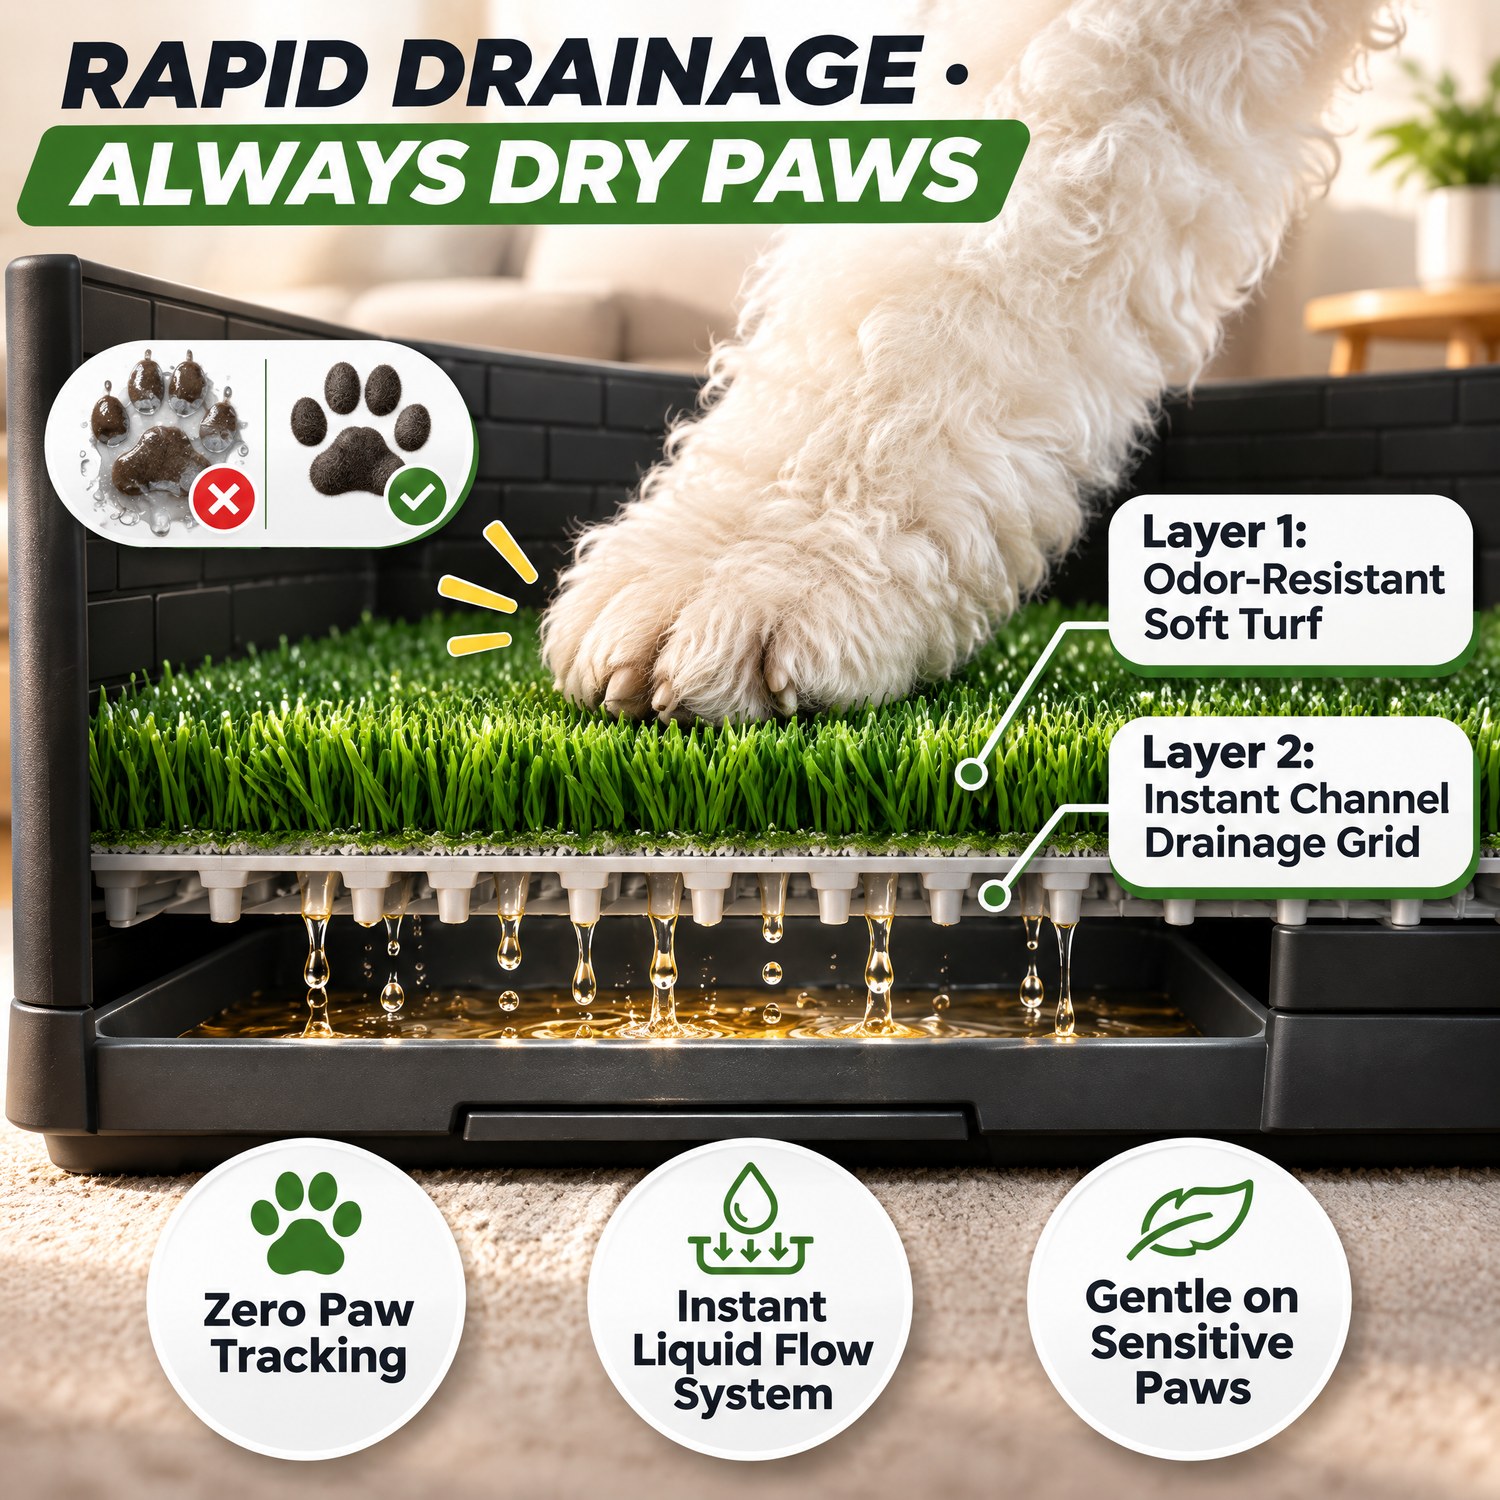 RAPID DRAINAGE •
ALWAYS DRY PAWS
Layer 1:
Odor-Resistant
Soft Turf
Layer 2:
Instant Channel
Drainage Grid
Zero Paw
Tracking
Instant
Liquid Flow
System
Gentle on
Sensitive
Paws